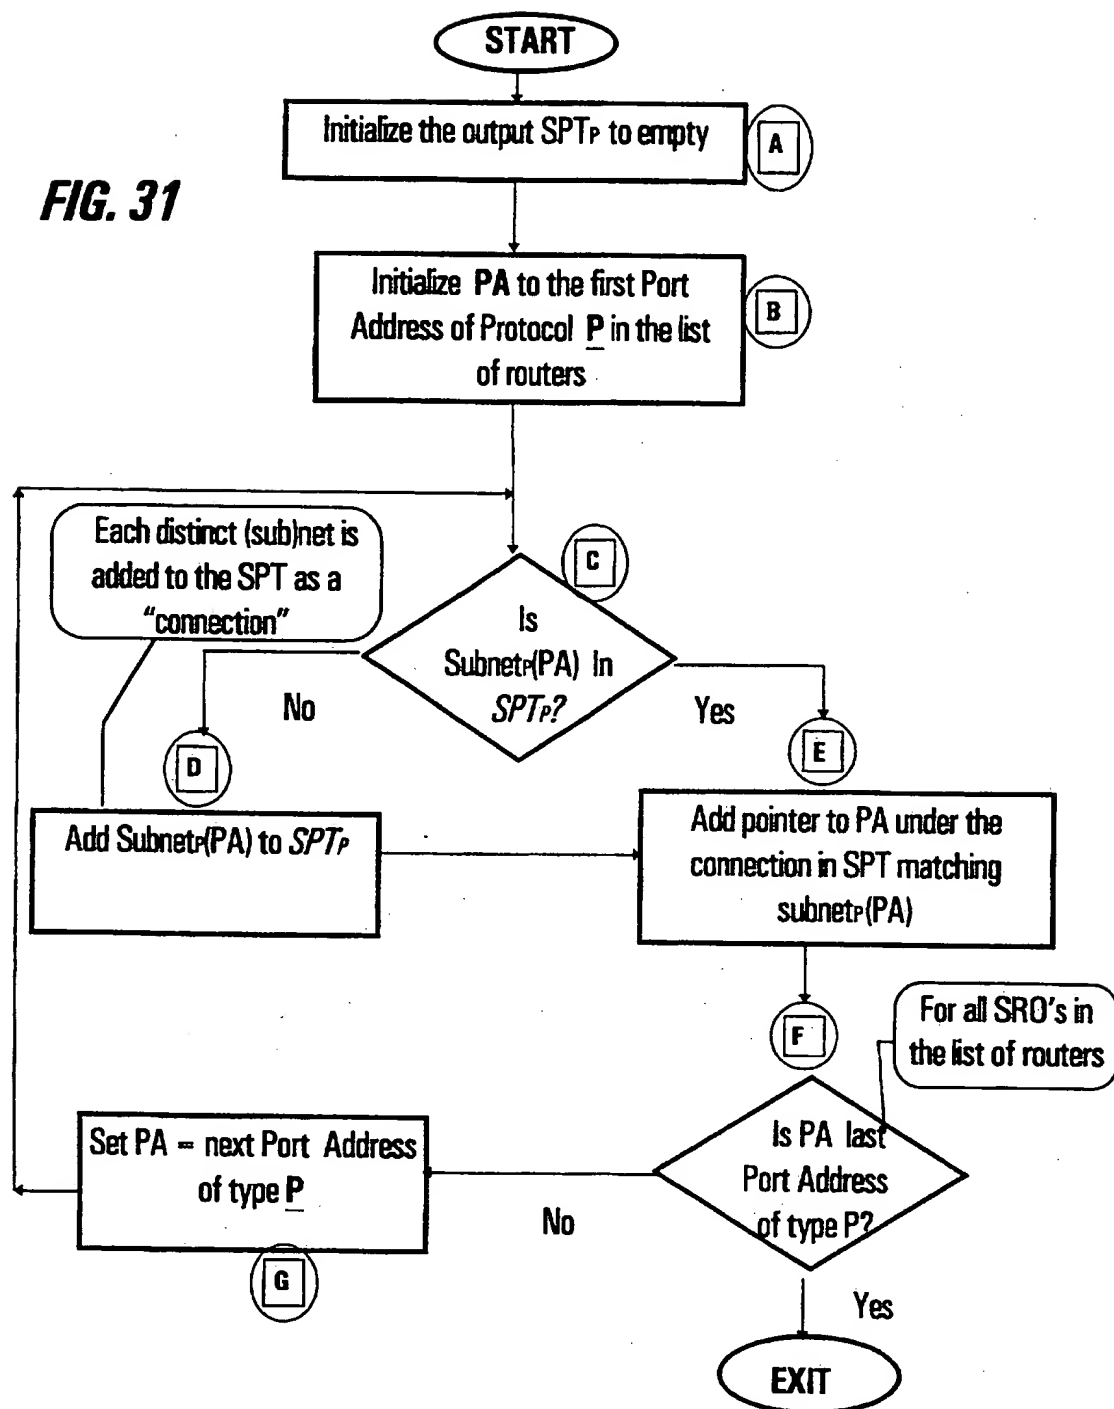 START
Initialize the output SPTP to empty
A
FIG. 31
Initialize PA to the first Port
Address of Protocol P in the list
of routers
B
Each distinct (sub)net is
added to the SPT as a
“connection”
C
Is
SubnetP(PA) In
SPTP?
No
Yes
D
E
Add SubnetP(PA) to SPTP
Add pointer to PA under the
connection in SPT matching
subnetP(PA)
F
For all SRO's in
the list of routers
Set PA = next Port Address
of type P
Is PA last
Port Address
of type P?
No
G
Yes
EXIT